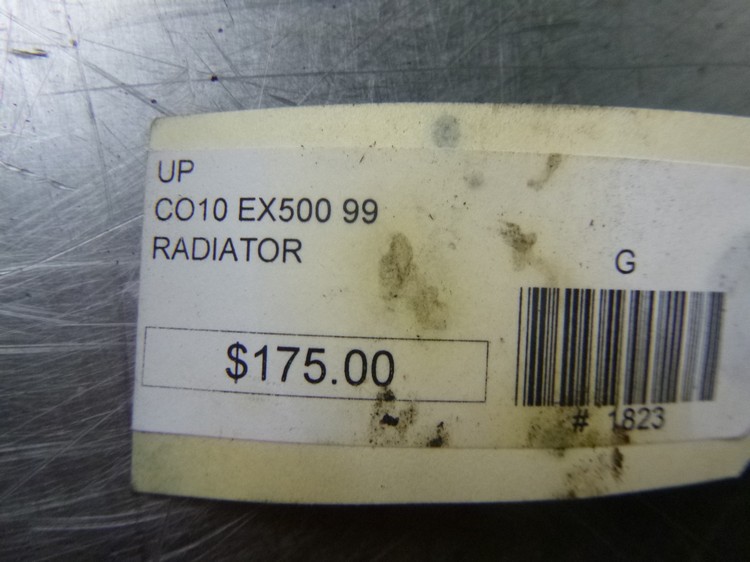 UP
CO10 EX500 99
RADIATOR
G
$175.00
# 1823